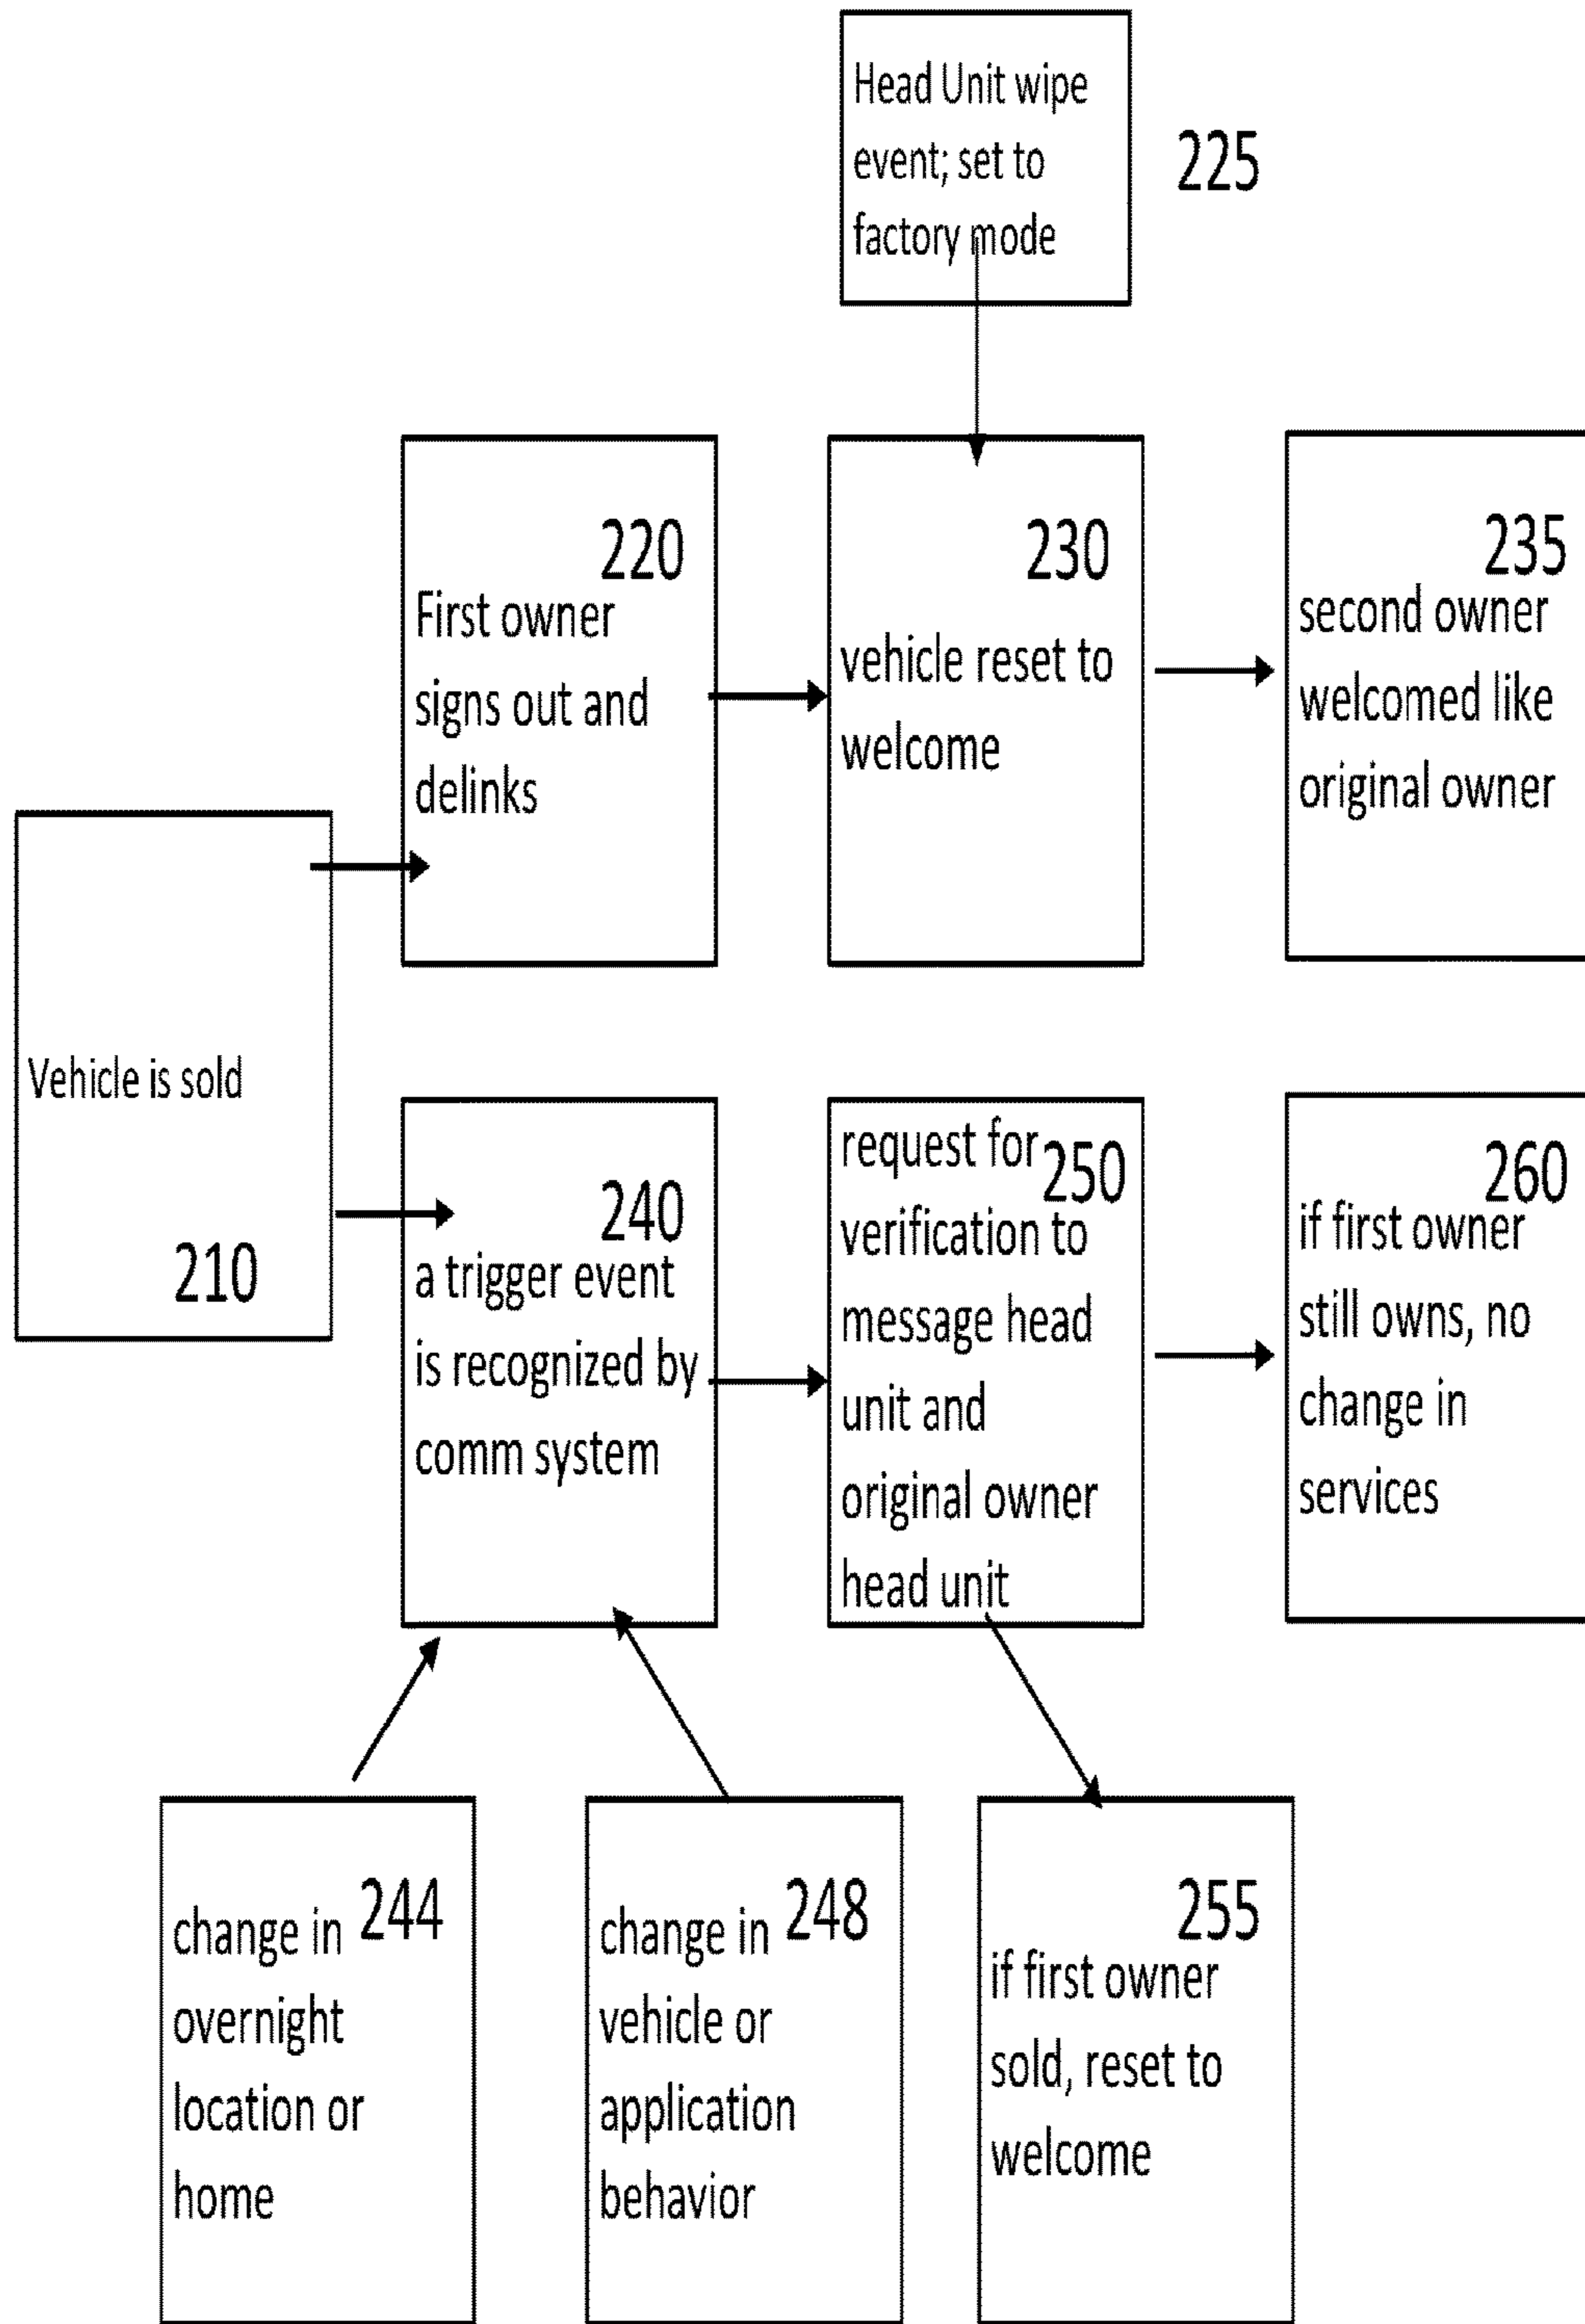 Head Unit wipe
event; set to
factory mode
225
220
First owner
signs out and
delinks
230
vehicle reset to
welcome
235
second owner
welcomed like
original owner
Vehicle is sold
210
240
a trigger event
is recognized by
comm system
request for
250
verification to
message head
unit and
original owner
head unit
260
if first owner
still owns, no
change in
services
244
change in
overnight
location or
home
248
change in
vehicle or
application
behavior
255
if first owner
sold, reset to
welcome